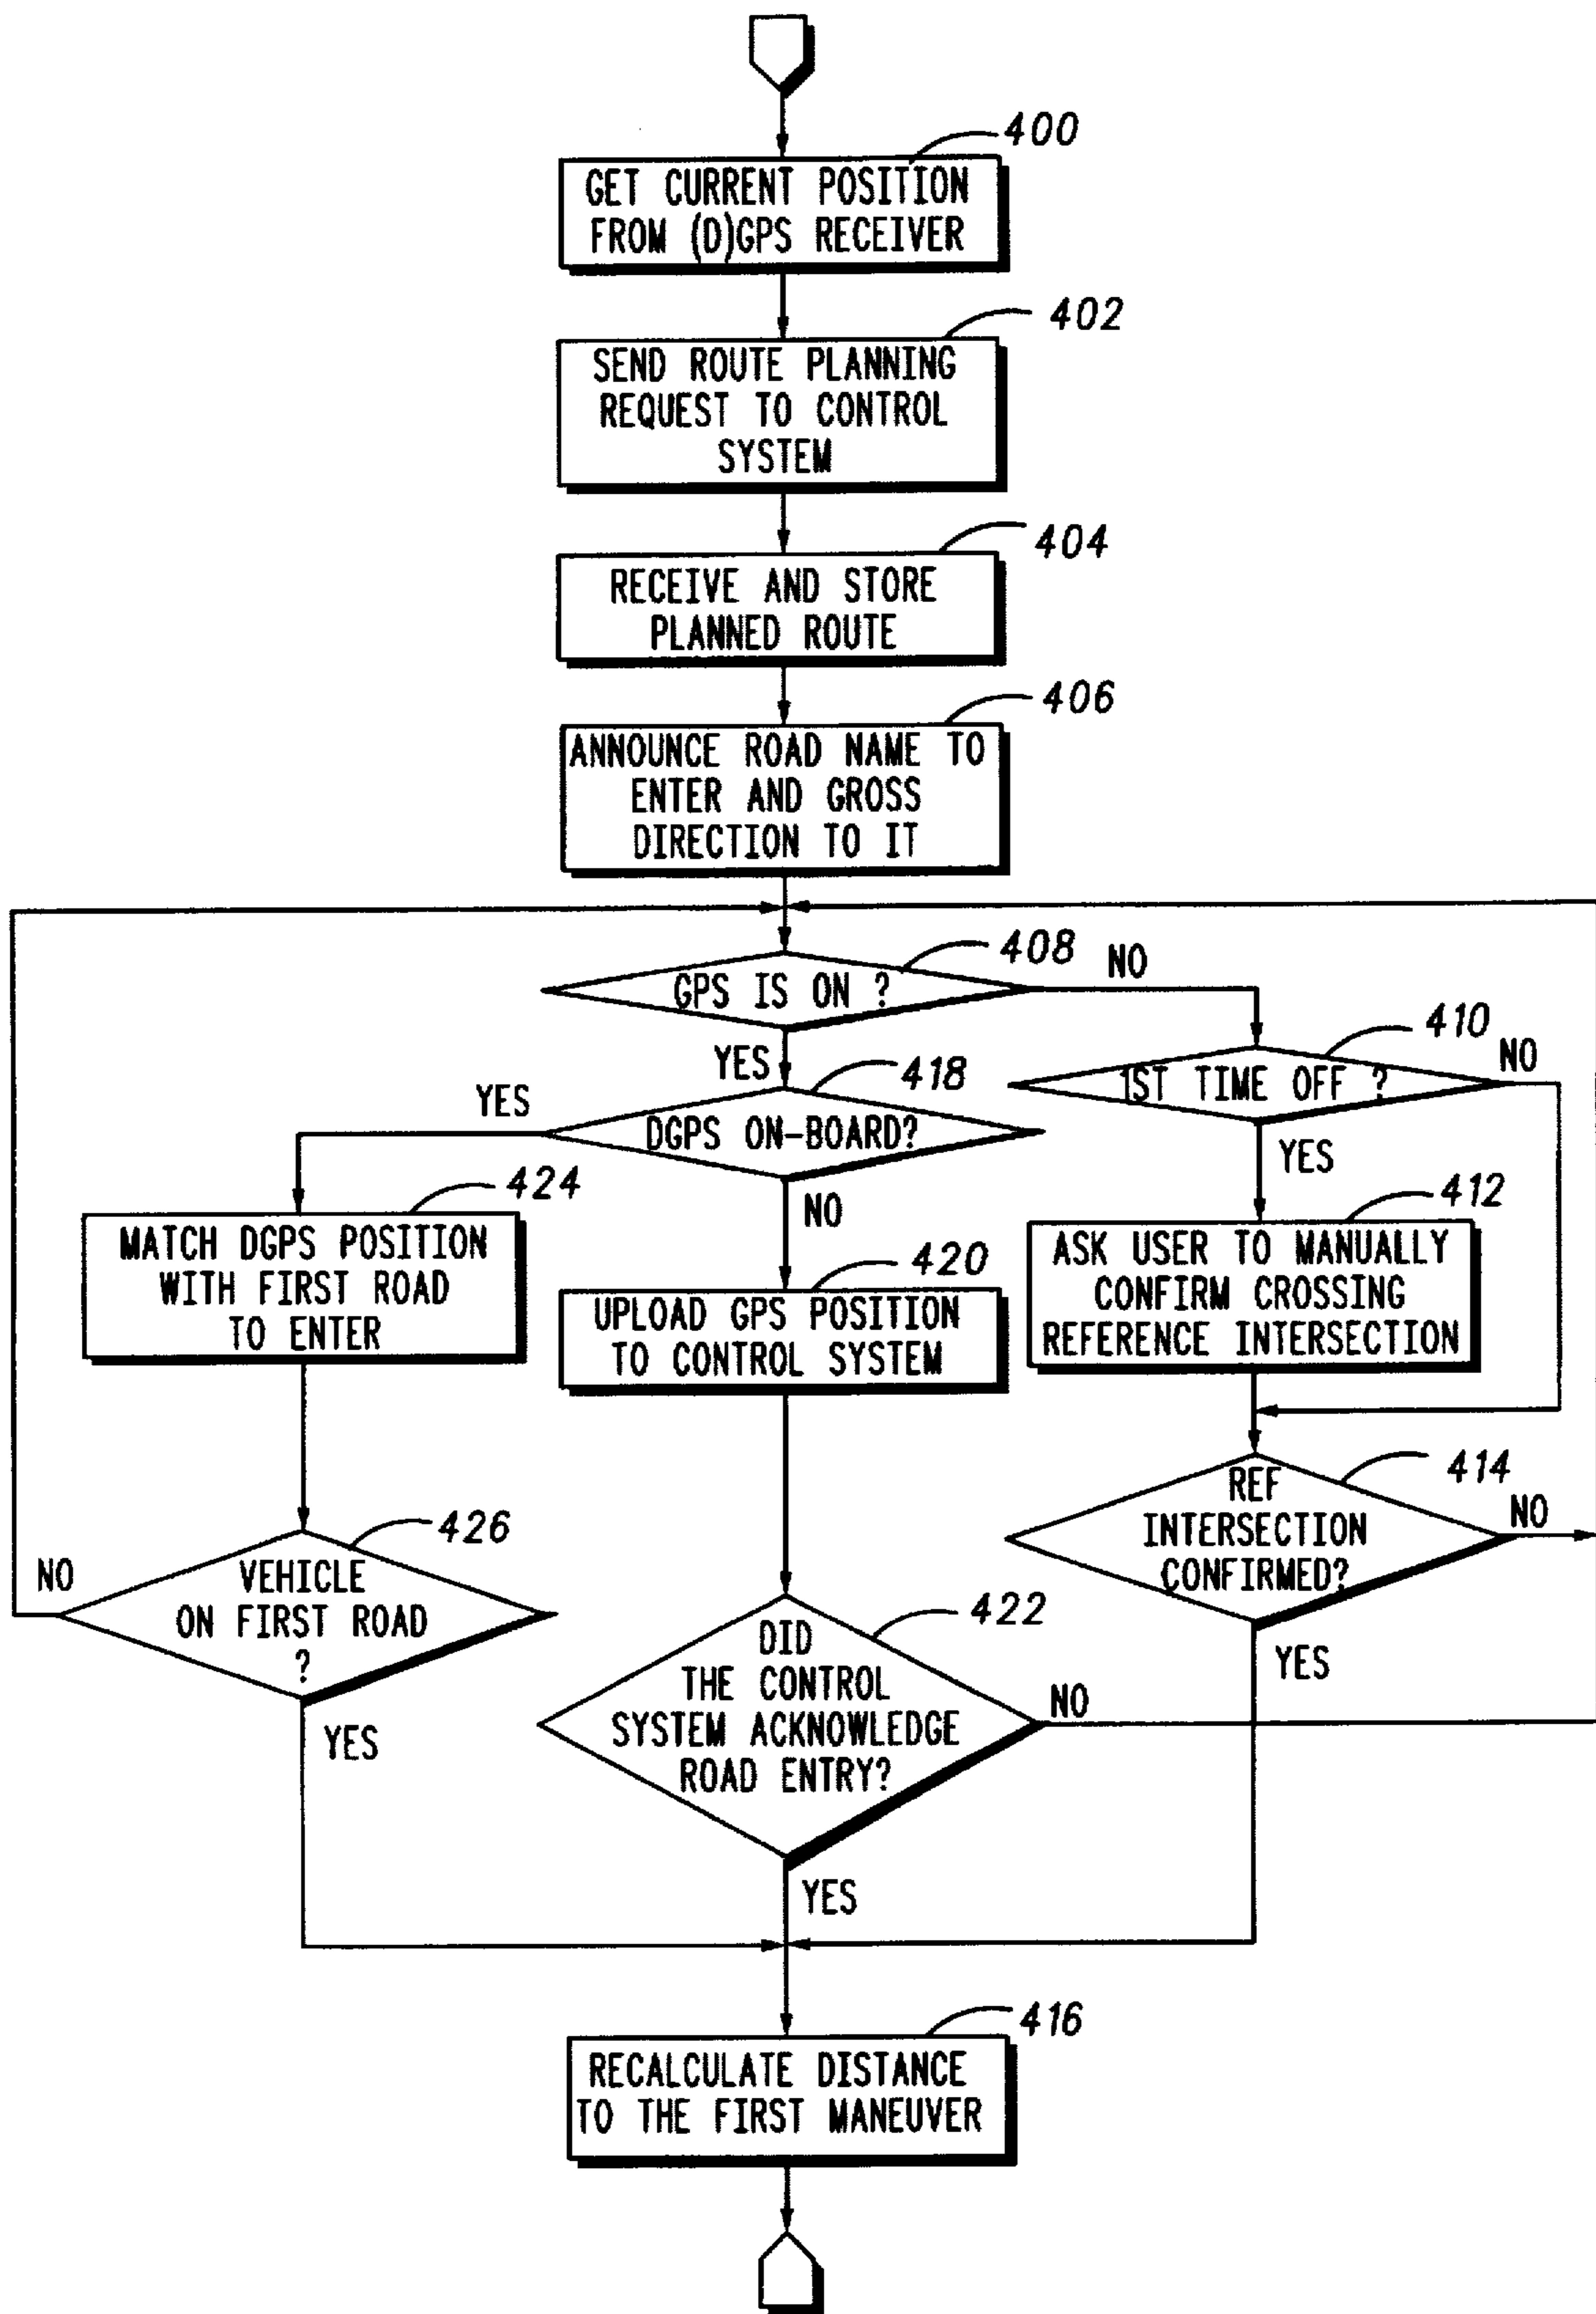 400
GET CURRENT POSITION
FROM (D)GPS RECEIVER
402
SEND ROUTE PLANNING
REQUEST TO CONTROL
SYSTEM
404
RECEIVE AND STORE
PLANNED ROUTE
406
ANNOUNCE ROAD NAME TO
ENTER AND GROSS
DIRECTION TO IT
408
GPS IS ON ?
NO
YES
410
1ST TIME OFF ?
NO
YES
418
DGPS ON-BOARD?
YES
NO
424
MATCH DGPS POSITION
WITH FIRST ROAD
TO ENTER
420
UPLOAD GPS POSITION
TO CONTROL SYSTEM
412
ASK USER TO MANUALLY
CONFIRM CROSSING
REFERENCE INTERSECTION
414
REF
INTERSECTION
CONFIRMED?
NO
YES
426
VEHICLE
ON FIRST ROAD
?
NO
YES
422
DID
THE CONTROL
SYSTEM ACKNOWLEDGE
ROAD ENTRY?
NO
YES
416
RECALCULATE DISTANCE
TO THE FIRST MANEUVER